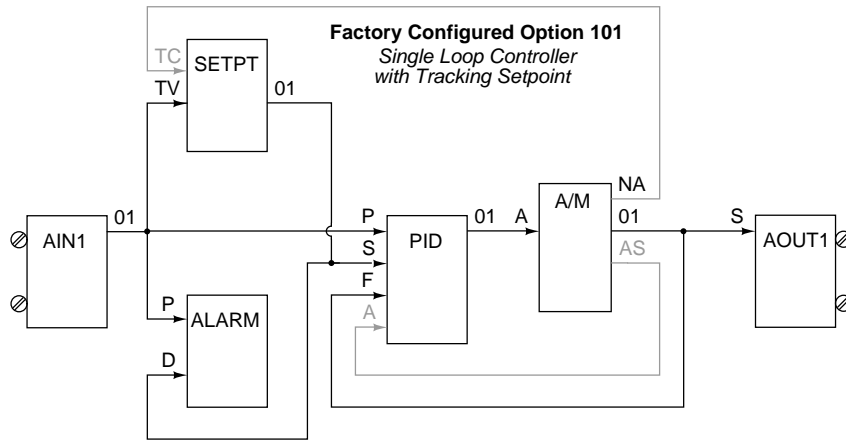 Factory Configured Option 101
Single Loop Controller
with Tracking Setpoint
TC
SETPT
TV
01
NA
A/M
01
AIN1
P
PID
01
A
01
S
AOUT1
S
AS
F
P
ALARM
A
D